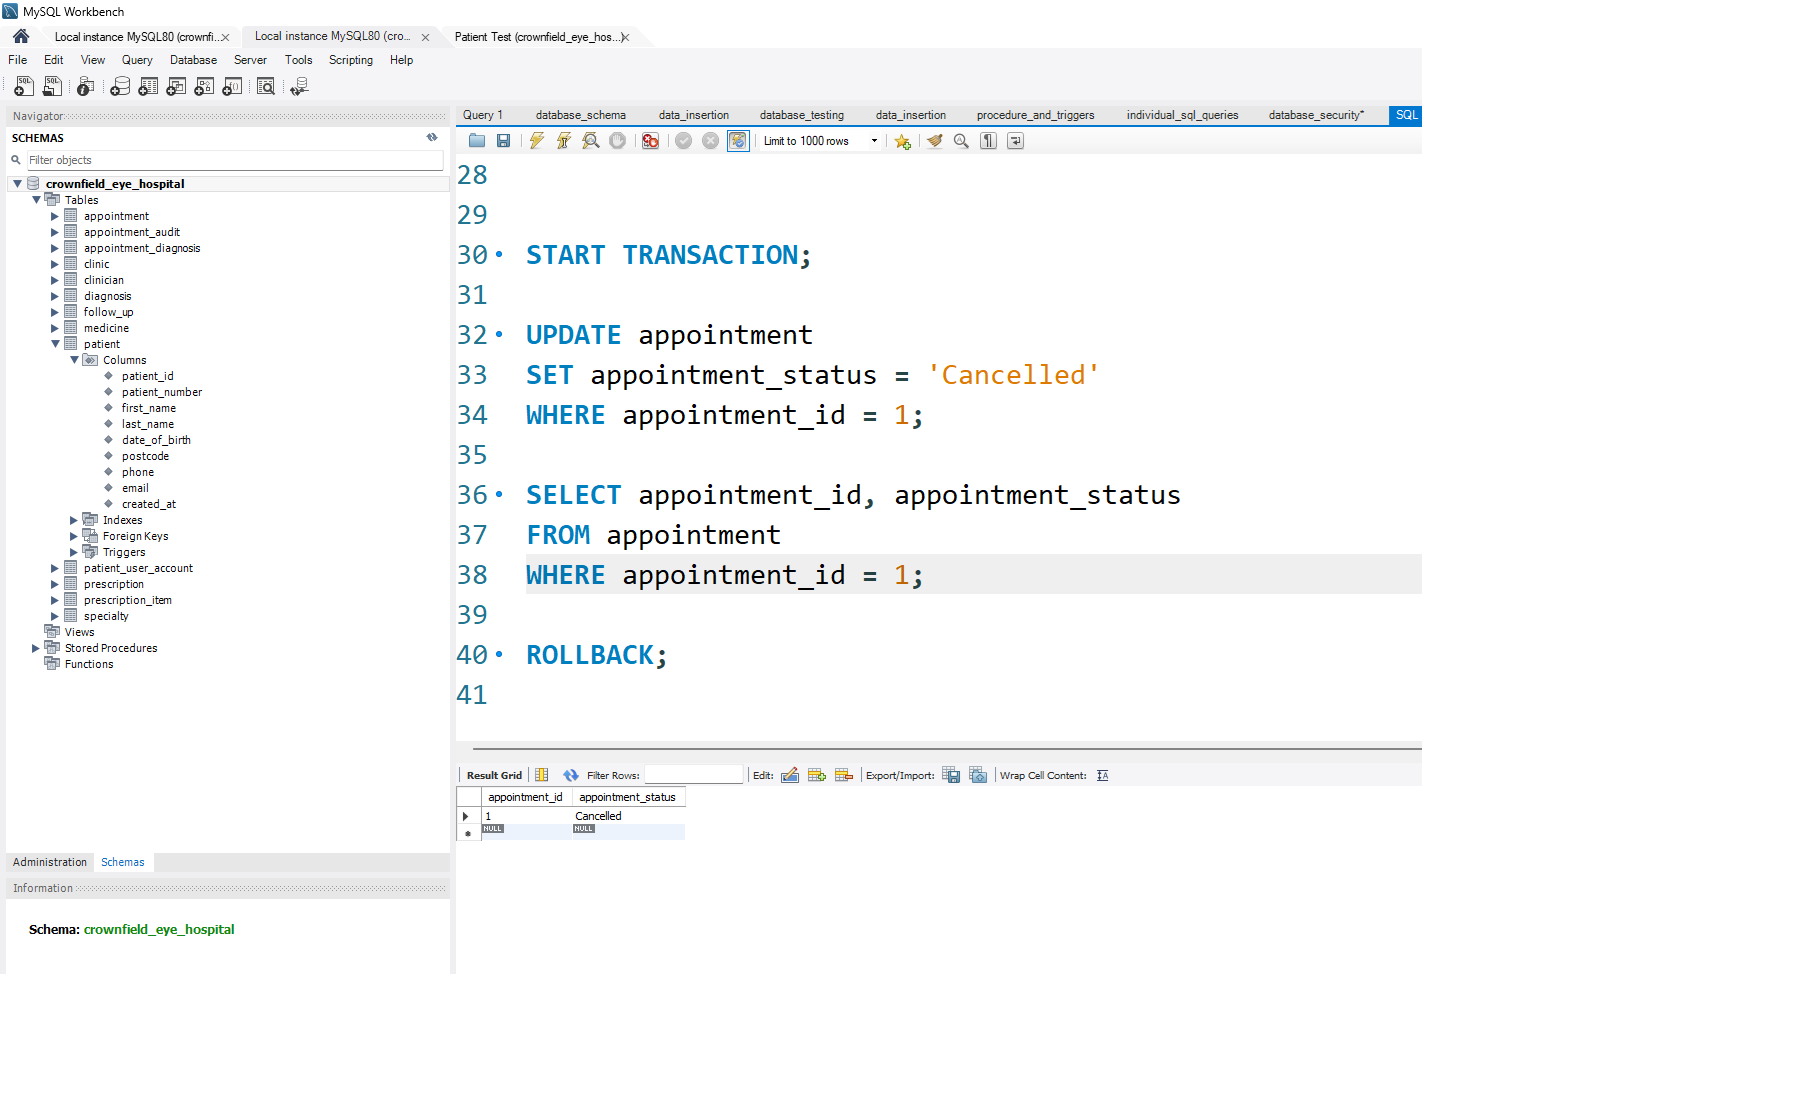 MySQL Workbench
Local instance MySQL80 (crownfi...
Local instance MySQL80 (cro...
Patient Test (crownfield_eye_hos...)
File Edit View Query Database Server Tools Scripting Help
Navigator
SCHEMAS
Filter objects
crownfield_eye_hospital
Tables
appointment
appointment_audit
appointment_diagnosis
clinic
clinician
diagnosis
follow_up
medicine
patient
Columns
patient_id
patient_number
first_name
last_name
date_of_birth
postcode
phone
email
created_at
Indexes
Foreign Keys
Triggers
patient_user_account
prescription
prescription_item
specialty
Views
Stored Procedures
Functions
Administration Schemas
Information
Schema: crownfield_eye_hospital
Query 1 database_schema data_insertion database_testing data_insertion procedure_and_triggers individual_sql_queries database_security* SQL
Limit to 1000 rows
28
29
30 START TRANSACTION;
31
32 UPDATE appointment
33 SET appointment_status = 'Cancelled'
34 WHERE appointment_id = 1;
35
36 SELECT appointment_id, appointment_status
37 FROM appointment
38 WHERE appointment_id = 1;
39
40 ROLLBACK;
41
Result Grid Filter Rows: Edit: Export/Import: Wrap Cell Content:
appointment_id appointment_status
1 Cancelled
NULL NULL